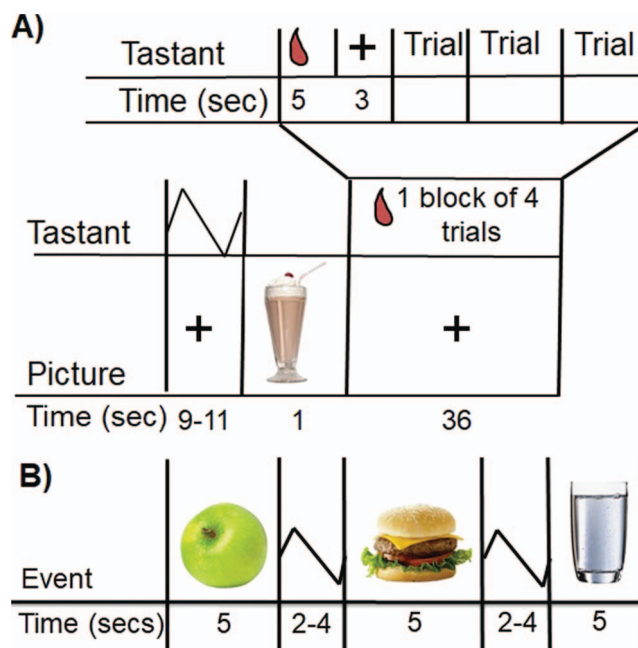 A)
Tastant + Trial Trial Trial
Time (sec) 5 3
Tastant 1 block of 4
trials
Picture + +
Time (sec) 9-11 1 36
B)
Event
Time (secs) 5 2-4 5 2-4 5